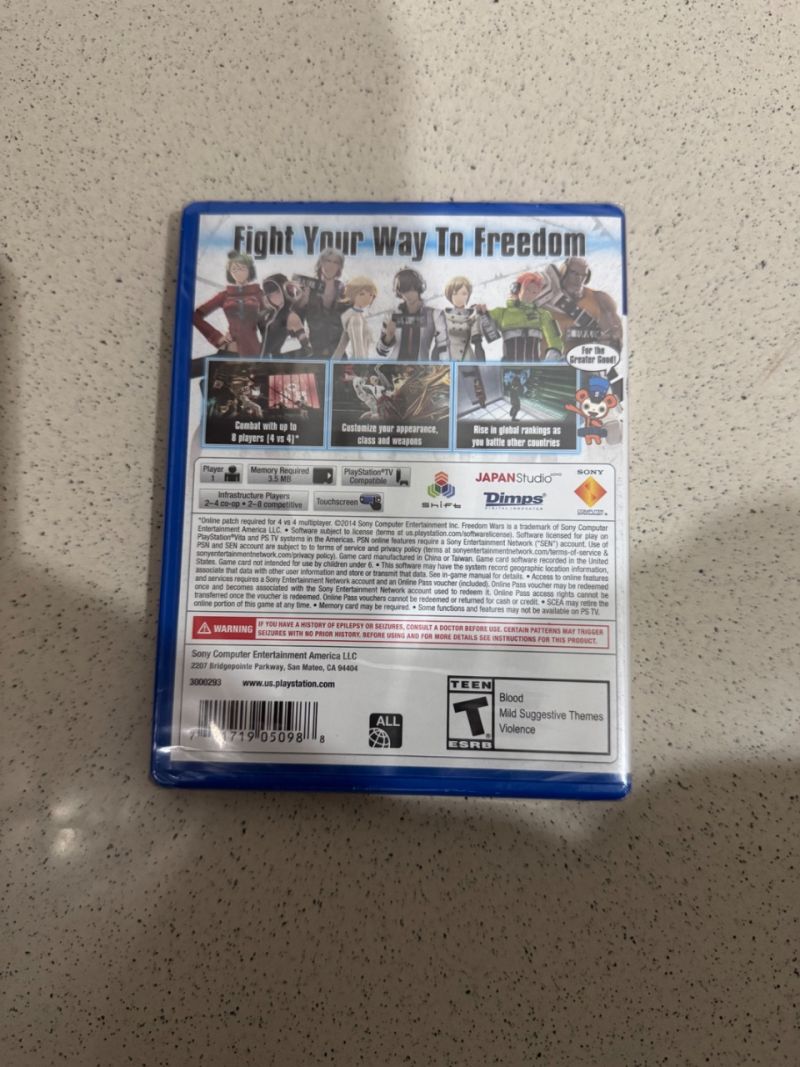 Fight Your Way To Freedom
For the
Greater Good!
Combat with up to
8 players (4 vs 4)*
Customize your appearance,
class and weapons
Rise in global rankings as
you battle other countries
Player
1
Memory Required
3.5 MB
PlayStation®TV
Compatible
Infrastructure Players
2–4 co-op • 2–8 competitive
Touchscreen
Shift
JAPANStudio
Dimps®
SONY
COMPUTER
*Online patch required for 4 vs 4 multiplayer. ©2014 Sony Computer Entertainment Inc. Freedom Wars is a trademark of Sony Computer
Entertainment America LLC. • Software subject to license (terms at us.playstation.com/softwarelicense). Software licensed for play on
PlayStation®Vita and PS TV systems in the Americas. PSN online features require a Sony Entertainment Network ("SEN") account. Use of
PSN and SEN account are subject to to terms of service and privacy policy (terms at sonyentertainmentnetwork.com/terms-of-service &
sonyentertainmentnetwork.com/privacy policy). Game card manufactured in China or Taiwan. Game card software recorded in the United
States. Game card not intended for use by children under 6. • This software may have the system record geographic location information,
associate that data with other user information and store or transmit that data. See in-game manual for details. • Access to online features
and services requires a Sony Entertainment Network account and an Online Pass voucher (included). Online Pass voucher may be redeemed
once and becomes associated with the Sony Entertainment Network account used to redeem it. Online Pass access rights cannot be
transferred once the voucher is redeemed. Online Pass vouchers cannot be redeemed or returned for cash or credit. • SCEA may retire the
online portion of this game at any time. • Memory card may be required. • Some functions and features may not be available on PS TV.
WARNING
IF YOU HAVE A HISTORY OF EPILEPSY OR SEIZURES, CONSULT A DOCTOR BEFORE USE. CERTAIN PATTERNS MAY TRIGGER
SEIZURES WITH NO PRIOR HISTORY. BEFORE USING AND FOR MORE DETAILS SEE INSTRUCTIONS FOR THIS PRODUCT.
Sony Computer Entertainment America LLC
2207 Bridgepointe Parkway, San Mateo, CA 94404
3000293 www.us.playstation.com
7 1719 05098 8
ALL
TEEN
T
ESRB
Blood
Mild Suggestive Themes
Violence